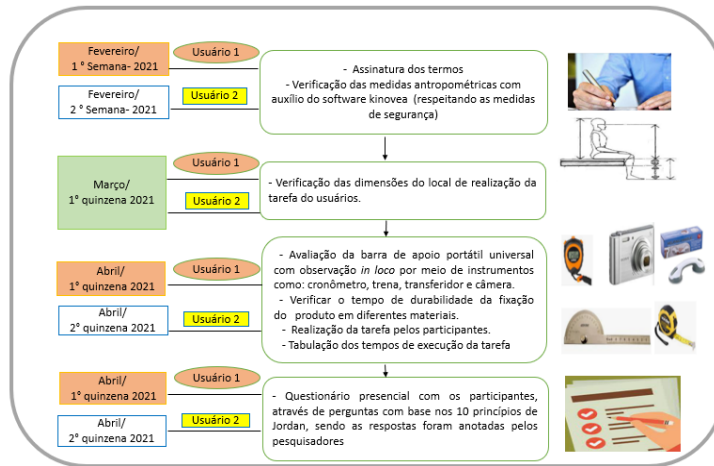 Fevereiro/
1 ° Semana- 2021
Usuário 1
Fevereiro/
2 ° Semana- 2021
Usuário 2
- Assinatura dos termos
- Verificação das medidas antropométricas com
auxílio do software kinovea (respeitando as medidas
de segurança)
Março/
1° quinzena 2021
Usuário 1
Usuário 2
- Verificação das dimensões do local de realização da
tarefa do usuários.
Abril/
1° quinzena 2021
Usuário 1
Abril/
2° quinzena 2021
Usuário 2
- Avaliação da barra de apoio portátil universal
com observação in loco por meio de instrumentos
como: cronômetro, trena, transferidor e câmera.
- Verificar o tempo de durabilidade da fixação
do produto em diferentes materiais.
- Realização da tarefa pelos participantes.
- Tabulação dos tempos de execução da tarefa
Abril/
1° quinzena 2021
Usuário 1
Abril/
2° quinzena 2021
Usuário 2
- Questionário presencial com os participantes,
através de perguntas com base nos 10 princípios de
Jordan, sendo as respostas foram anotadas pelos
pesquisadores